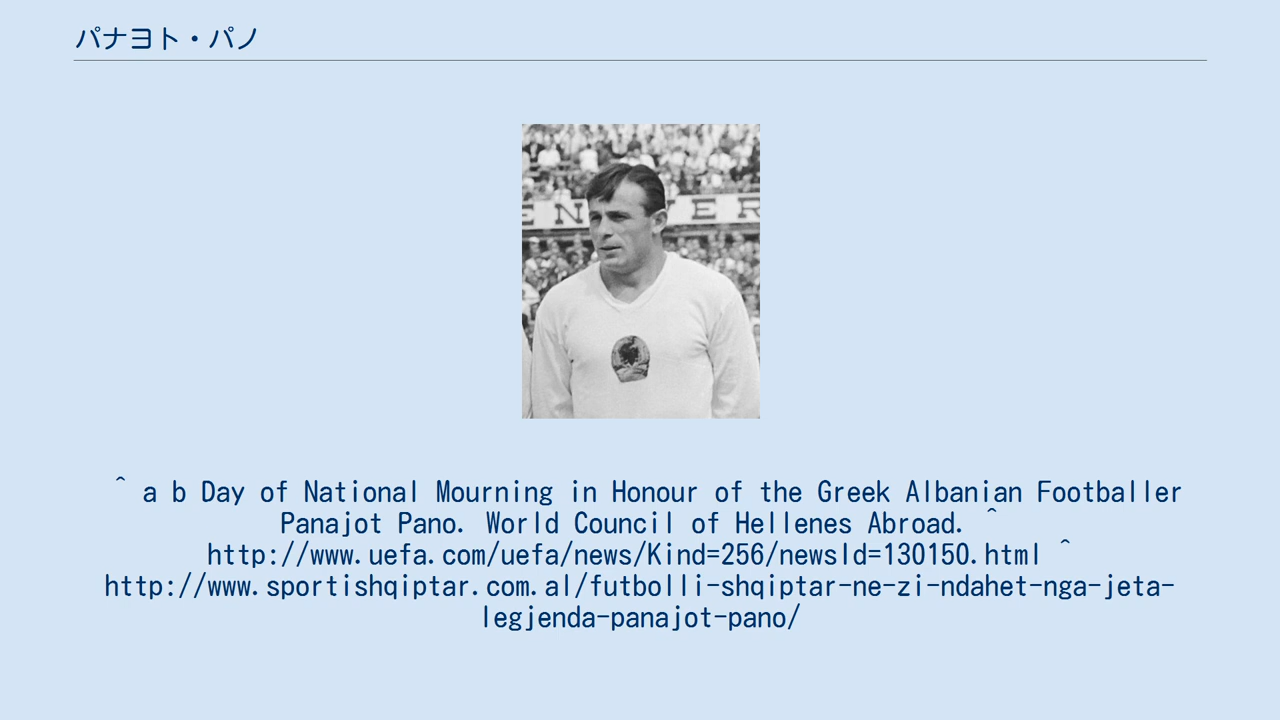 パナヨト・パノ
EN
VER
^ a b Day of National Mourning in Honour of the Greek Albanian Footballer
Panajot Pano. World Council of Hellenes Abroad. ^
http://www.uefa.com/uefa/news/Kind=256/newsId=130150.html ^
http://www.sportishqiptar.com.al/futbolli-shqiptar-ne-zi-ndahet-nga-jeta-
legjenda-panajot-pano/